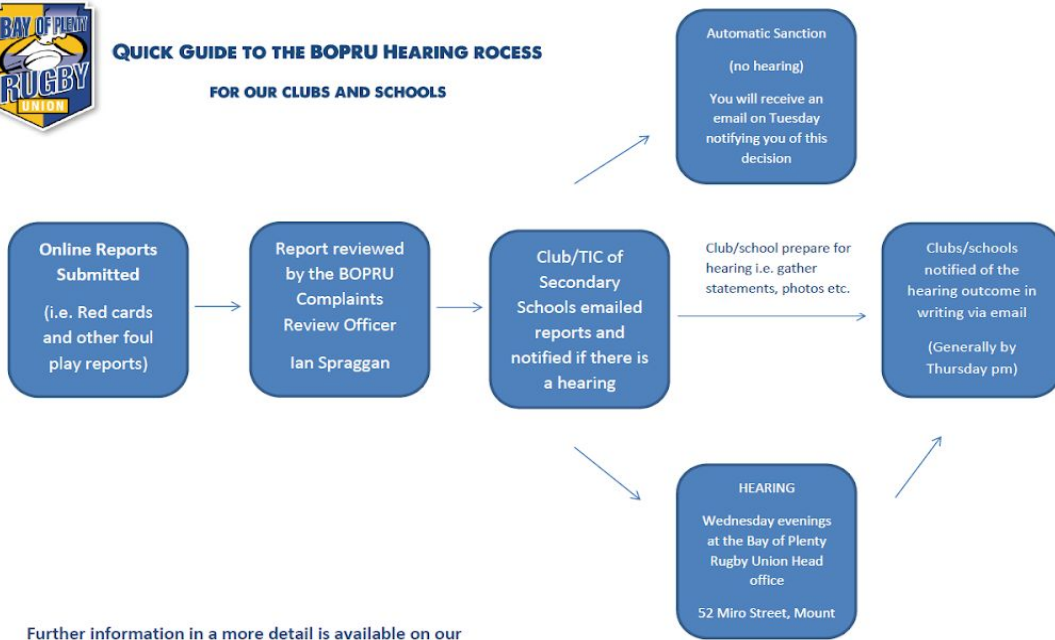 BAY OF PLENTY
RUGBY
UNION
QUICK GUIDE TO THE BOPRU HEARING ROCESS
FOR OUR CLUBS AND SCHOOLS
Automatic Sanction
(no hearing)
You will receive an
email on Tuesday
notifying you of this
decision
Online Reports
Submitted
(i.e. Red cards
and other foul
play reports)
Report reviewed
by the BOPRU
Complaints
Review Officer
Ian Spraggan
Club/TIC of
Secondary
Schools emailed
reports and
notified if there is
a hearing
Club/school prepare for
hearing i.e. gather
statements, photos etc.
Clubs/schools
notified of the
hearing outcome in
writing via email
(Generally by
Thursday pm)
HEARING
Wednesday evenings
at the Bay of Plenty
Rugby Union Head
office
52 Miro Street, Mount
Further information in a more detail is available on our